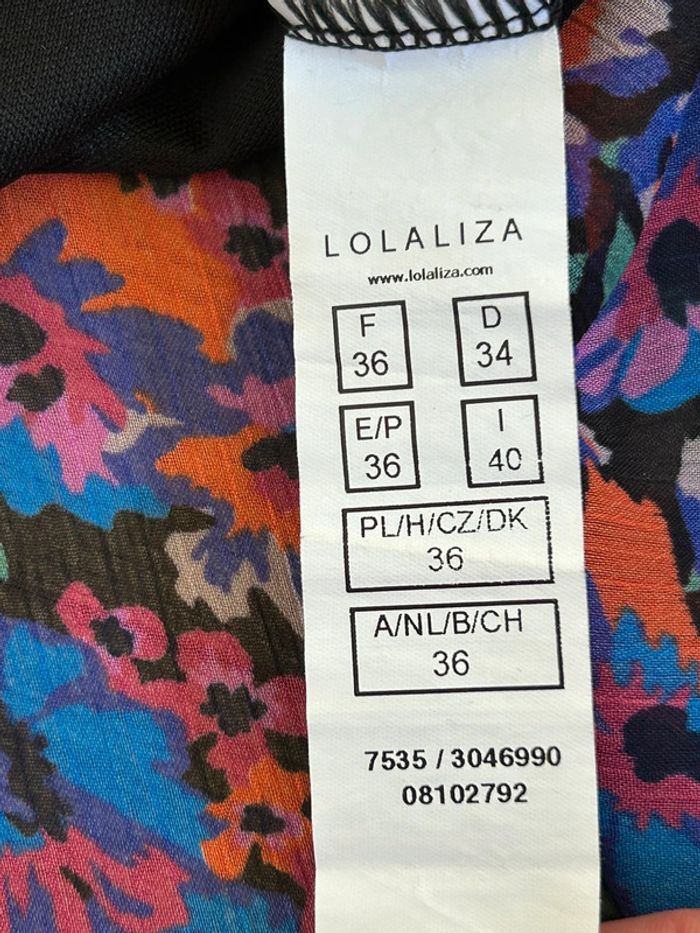 LOLALIZA
www.lolaliza.com
F D
36 34
E/P I
36 40
PL/H/CZ/DK
36
A/NL/B/CH
36
7535 / 3046990
08102792